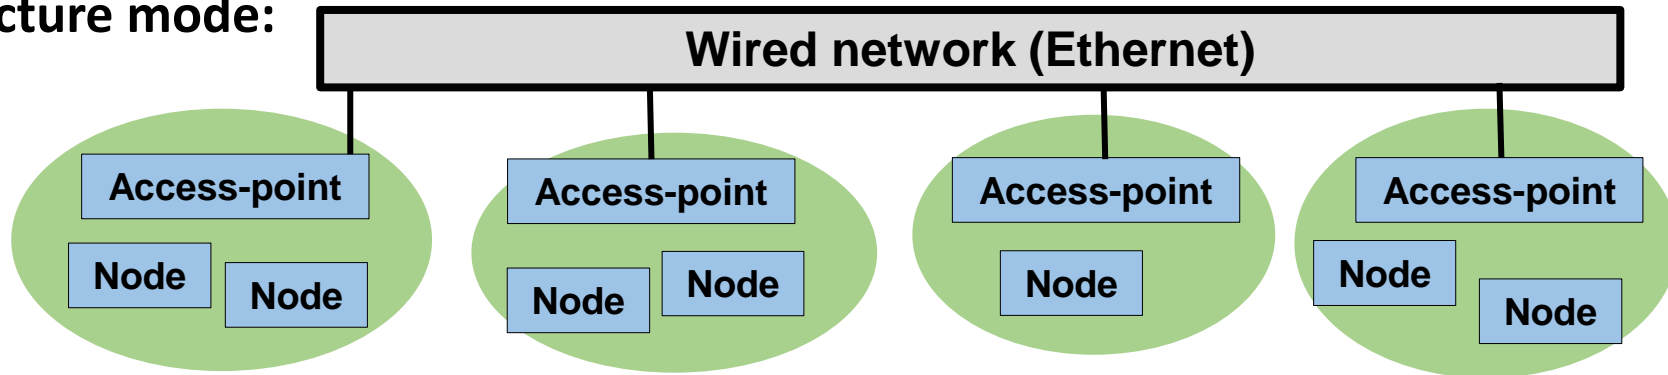 cture mode:
Wired network (Ethernet)
Access-point
Access-point
Access-point
Access-point
Node
Node
Node
Node
Node
Node
Node